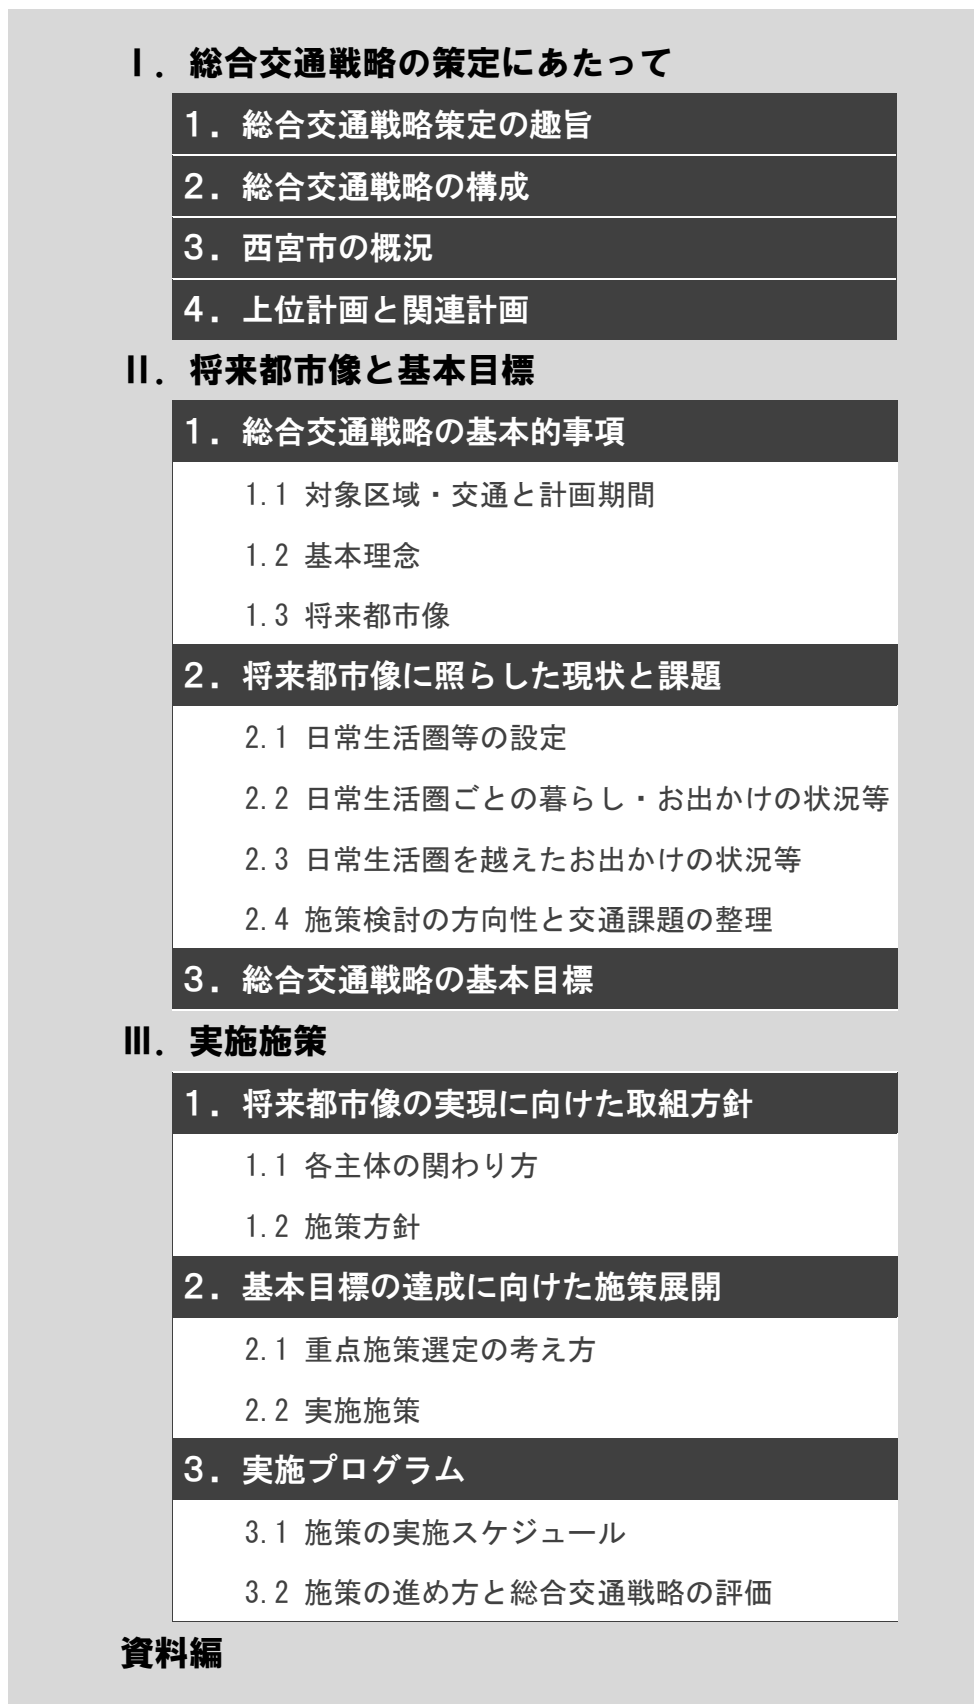 Ⅰ．総合交通戦略の策定にあたって
１．総合交通戦略策定の趣旨
２．総合交通戦略の構成
３．西宮市の概況
４．上位計画と関連計画
Ⅱ．将来都市像と基本目標
１．総合交通戦略の基本的事項
1.1 対象区域・交通と計画期間
1.2 基本理念
1.3 将来都市像
２．将来都市像に照らした現状と課題
2.1 日常生活圏等の設定
2.2 日常生活圏ごとの暮らし・お出かけの状況等
2.3 日常生活圏を越えたお出かけの状況等
2.4 施策検討の方向性と交通課題の整理
３．総合交通戦略の基本目標
Ⅲ．実施施策
１．将来都市像の実現に向けた取組方針
1.1 各主体の関わり方
1.2 施策方針
２．基本目標の達成に向けた施策展開
2.1 重点施策選定の考え方
2.2 実施施策
３．実施プログラム
3.1 施策の実施スケジュール
3.2 施策の進め方と総合交通戦略の評価
資料編